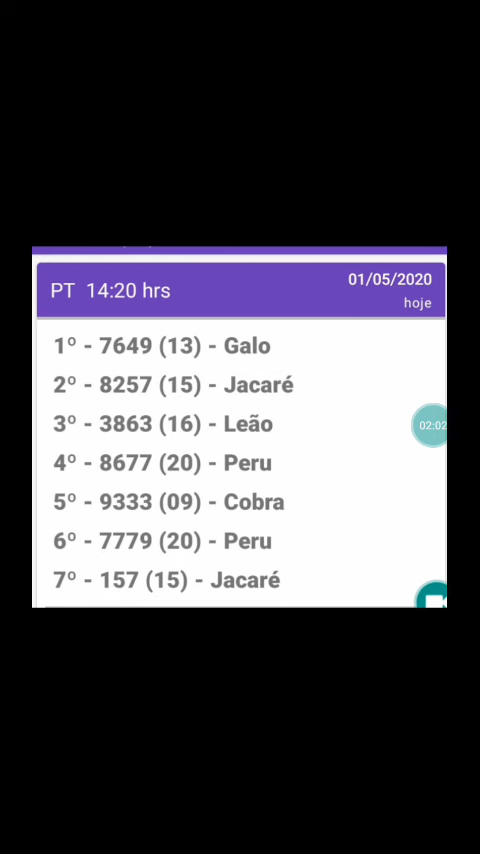 PT 14:20 hrs
01/05/2020
hoje
1º - 7649 (13) - Galo
2º - 8257 (15) - Jacaré
3º - 3863 (16) - Leão
02:02
4º - 8677 (20) - Peru
5º - 9333 (09) - Cobra
6º - 7779 (20) - Peru
7º - 157 (15) - Jacaré